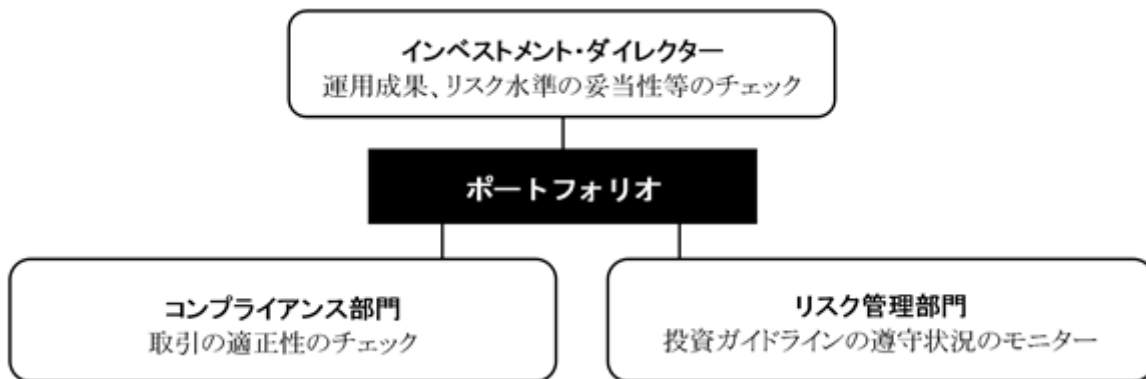 インベストメント・ダイレクター
運用成果、リスク水準の妥当性等のチェック
ポートフォリオ
コンプライアンス部門
取引の適正性のチェック
リスク管理部門
投資ガイドラインの遵守状況のモニター